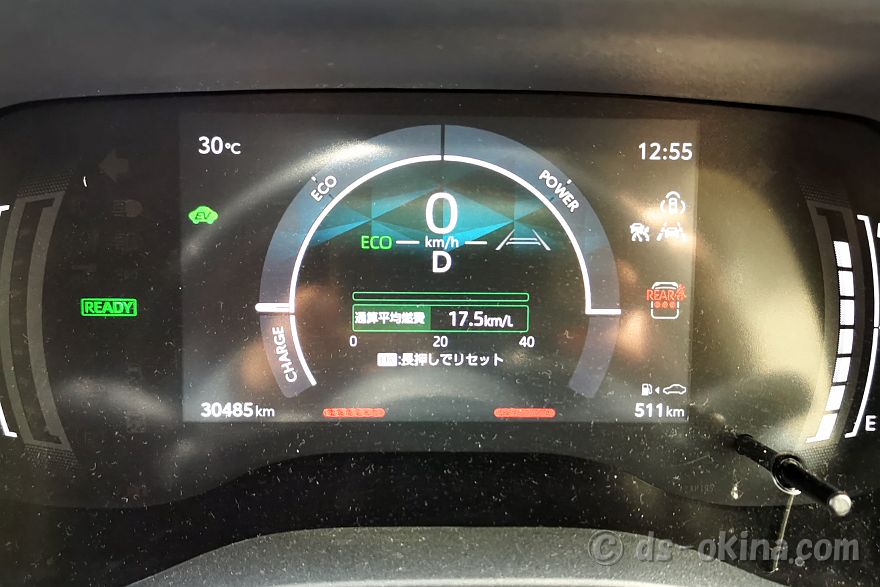 30℃
12:55
ECO
POWER
EV
0
ECO
km/h
D
READY
REAR
通算平均燃費 17.5km/L
0 20 40
CHARGE
OK:長押しでリセット
30485km
511km
E
© ds-okina.com